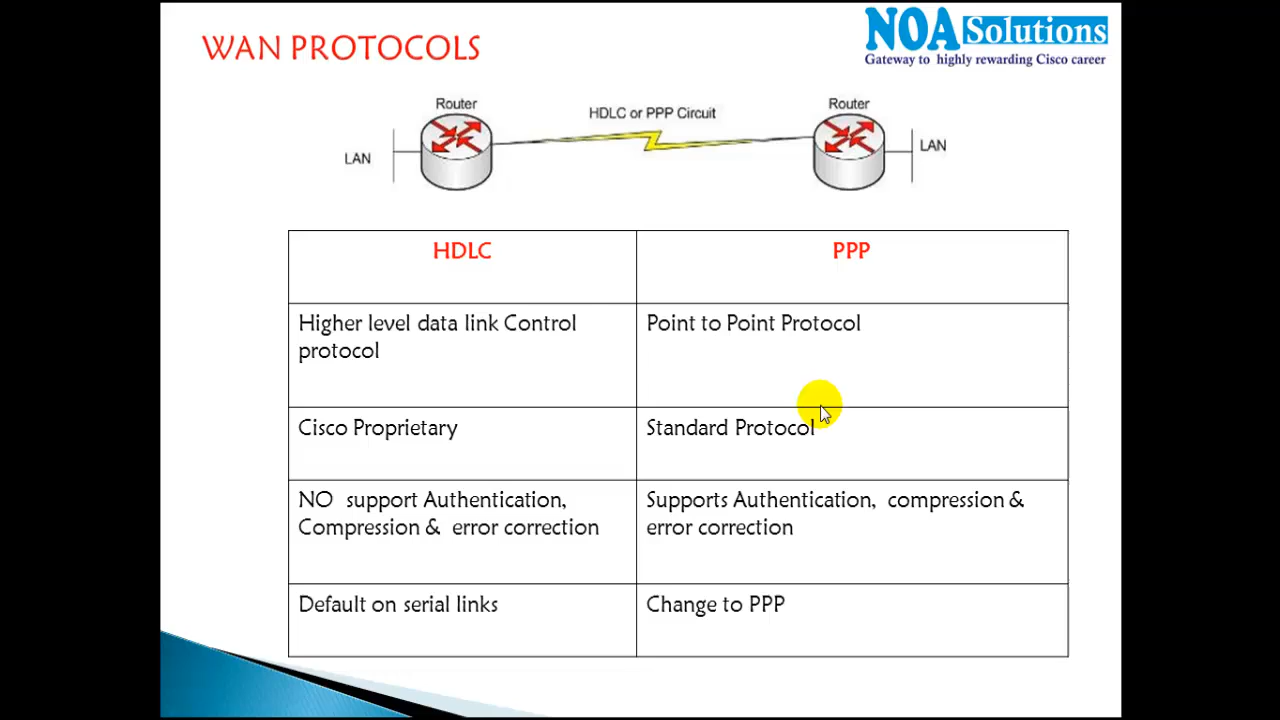 WAN PROTOCOLS
NOA Solutions
Gateway to highly rewarding Cisco career
Router
HDLC or PPP Circuit
Router
LAN
LAN
HDLC
PPP
Higher level data link Control
protocol
Point to Point Protocol
Cisco Proprietary
Standard Protocol
NO support Authentication,
Compression & error correction
Supports Authentication, compression &
error correction
Default on serial links
Change to PPP